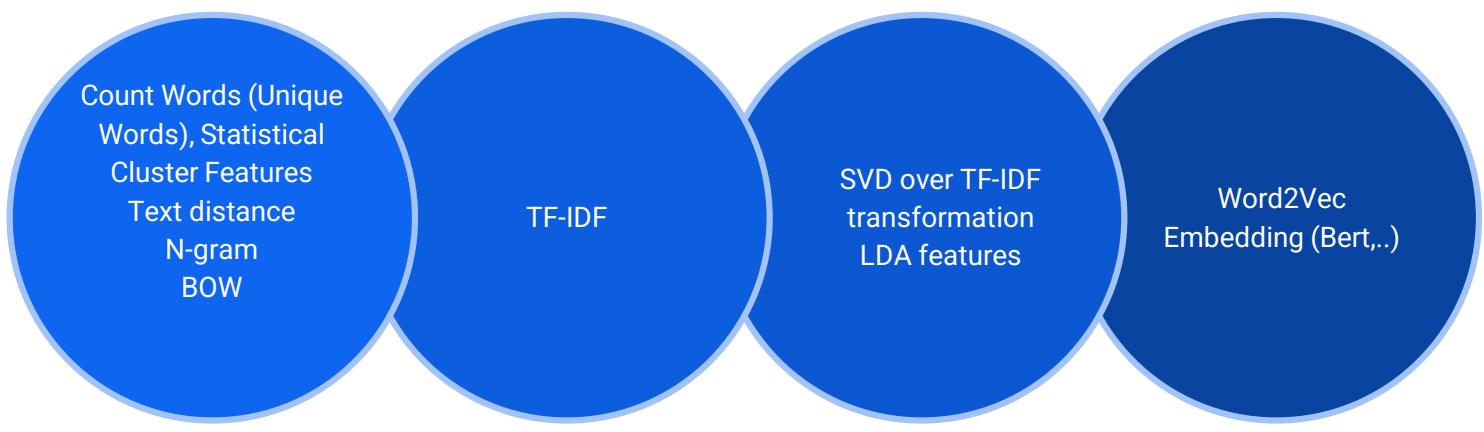 Count Words (Unique
Words), Statistical
Cluster Features
Text distance
N-gram
BOW
TF-IDF
SVD over TF-IDF
transformation
LDA features
Word2Vec
Embedding (Bert,..)